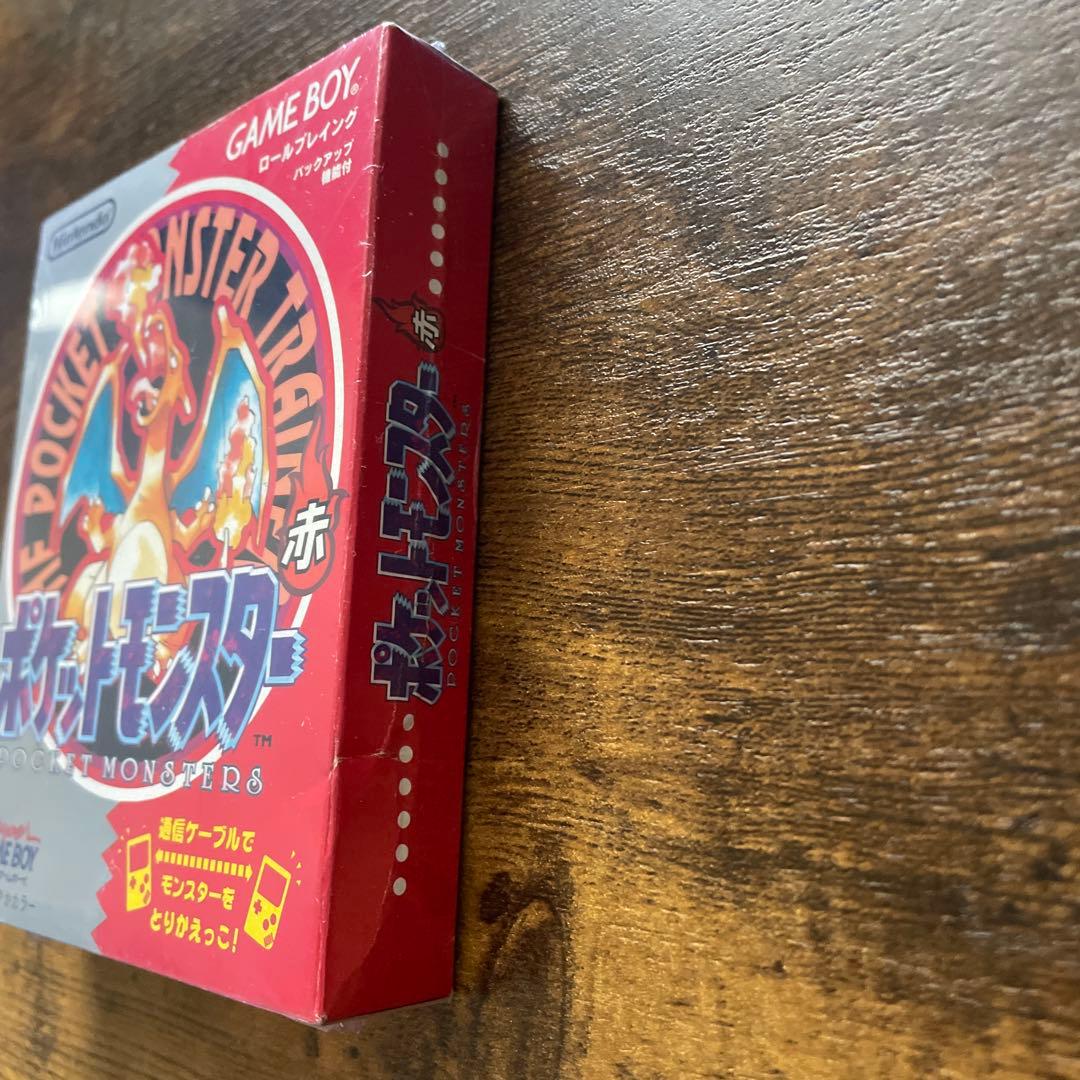 GAME BOY®
ロールプレイング
バックアップ
機能付
Nintendo
THE POCKET MONSTER TRAINER
赤
ポケットモンスター
TM
POCKET MONSTERS
通信ケーブルで
モンスターを
とりかえっこ!
赤
ポケットモンスター
POCKET MONSTERS